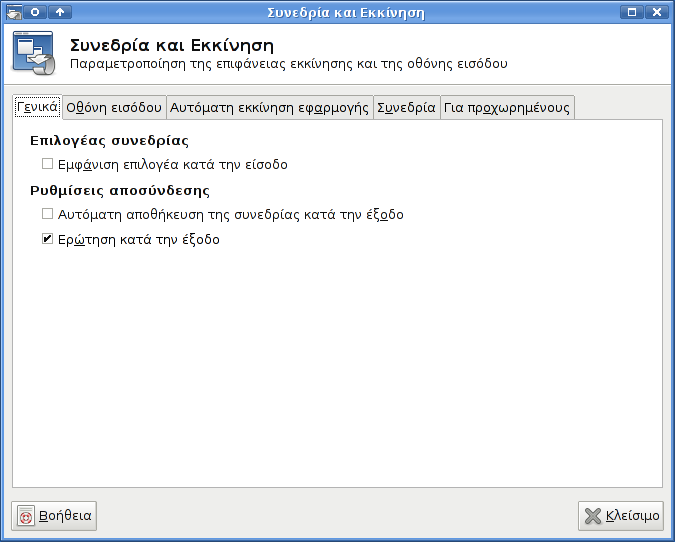 Συνεδρία και Εκκίνηση
Συνεδρία και Εκκίνηση
Παραμετροποίηση της επιφάνειας εκκίνησης και της οθόνης εισόδου
Γενικά Οθόνη εισόδου Αυτόματη εκκίνηση εφαρμογής Συνεδρία Για προχωρημένους
Επιλογέας συνεδρίας
Εμφάνιση επιλογέα κατά την είσοδο
Ρυθμίσεις αποσύνδεσης
Αυτόματη αποθήκευση της συνεδρίας κατά την έξοδο
Ερώτηση κατά την έξοδο
Βοήθεια Κλείσιμο